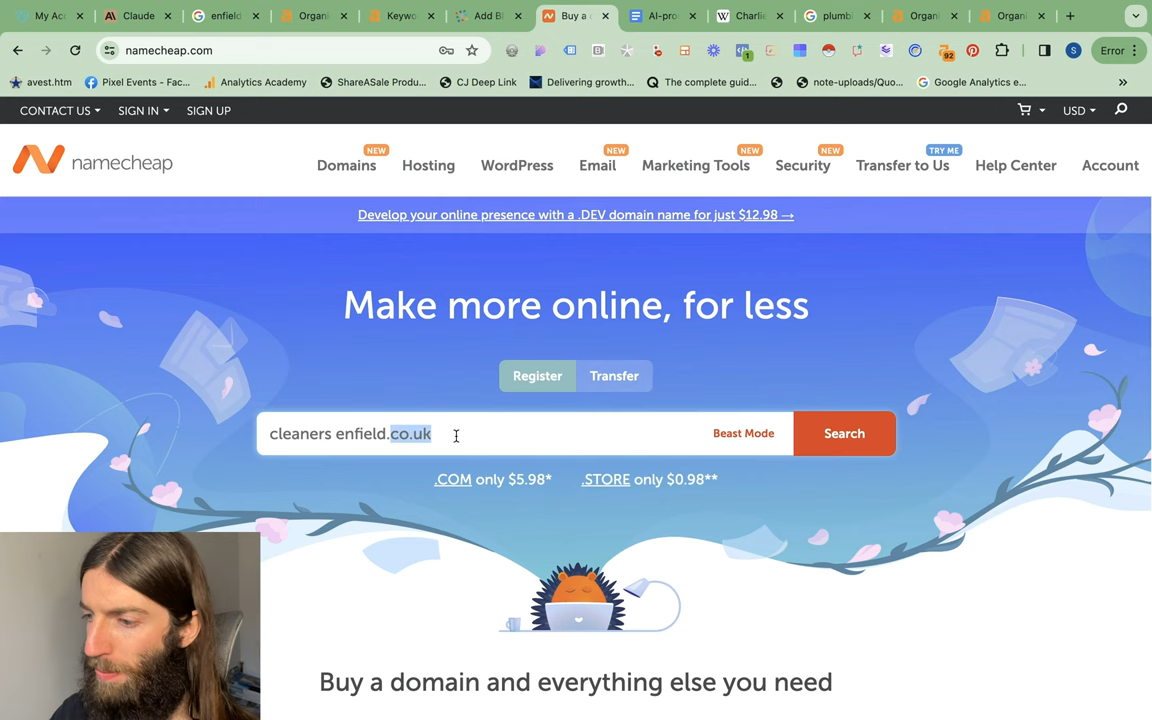 My Acc
Claude
enfield
Organi
Keywo
Add Bl
Buy a d
AI-pro
Charlie
plumbi
Organi
Organi
namecheap.com
Error
92
1
S
avest.htm
Pixel Events - Fac...
Analytics Academy
ShareASale Produ...
CJ Deep Link
Delivering growth...
The complete guid...
note-uploads/Quo...
Google Analytics e...
CONTACT US
SIGN IN
SIGN UP
USD
namecheap
NEW
NEW
NEW
NEW
TRY ME
Domains
Hosting
WordPress
Email
Marketing Tools
Security
Transfer to Us
Help Center
Account
Develop your online presence with a .DEV domain name for just $12.98 →
Make more online, for less
Register
Transfer
cleaners enfield.co.uk
Beast Mode
Search
.COM only $5.98*
.STORE only $0.98**
Buy a domain and everything else you need